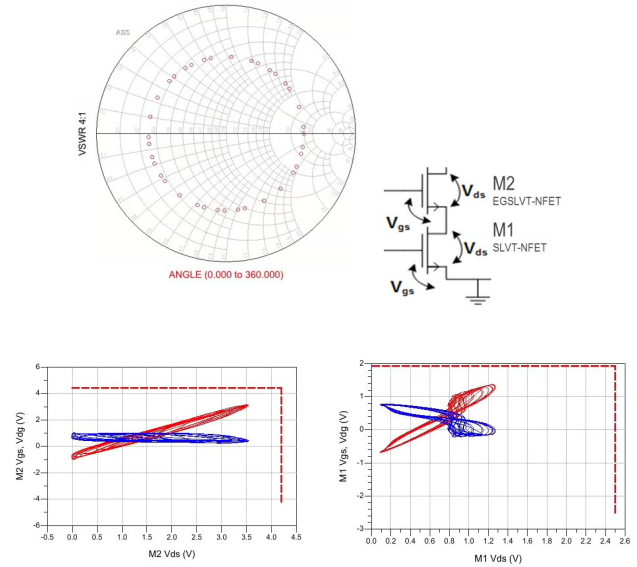 ADS
VSWR 4:1
ANGLE (0.000 to 360.000)
M2
EGSLVT-NFET
Vds
Vgs
M1
SLVT-NFET
Vds
Vgs
M2 Vgs, Vdg (V)
6
4
2
0
-2
-4
-6
-0.5 0.0 0.5 1.0 1.5 2.0 2.5 3.0 3.5 4.0 4.5
M2 Vds (V)
M1 Vgs, Vdg (V)
2
1
0
-1
-2
-3
0.0 0.2 0.4 0.6 0.8 1.0 1.2 1.4 1.6 1.8 2.0 2.2 2.4 2.6
M1 Vds (V)